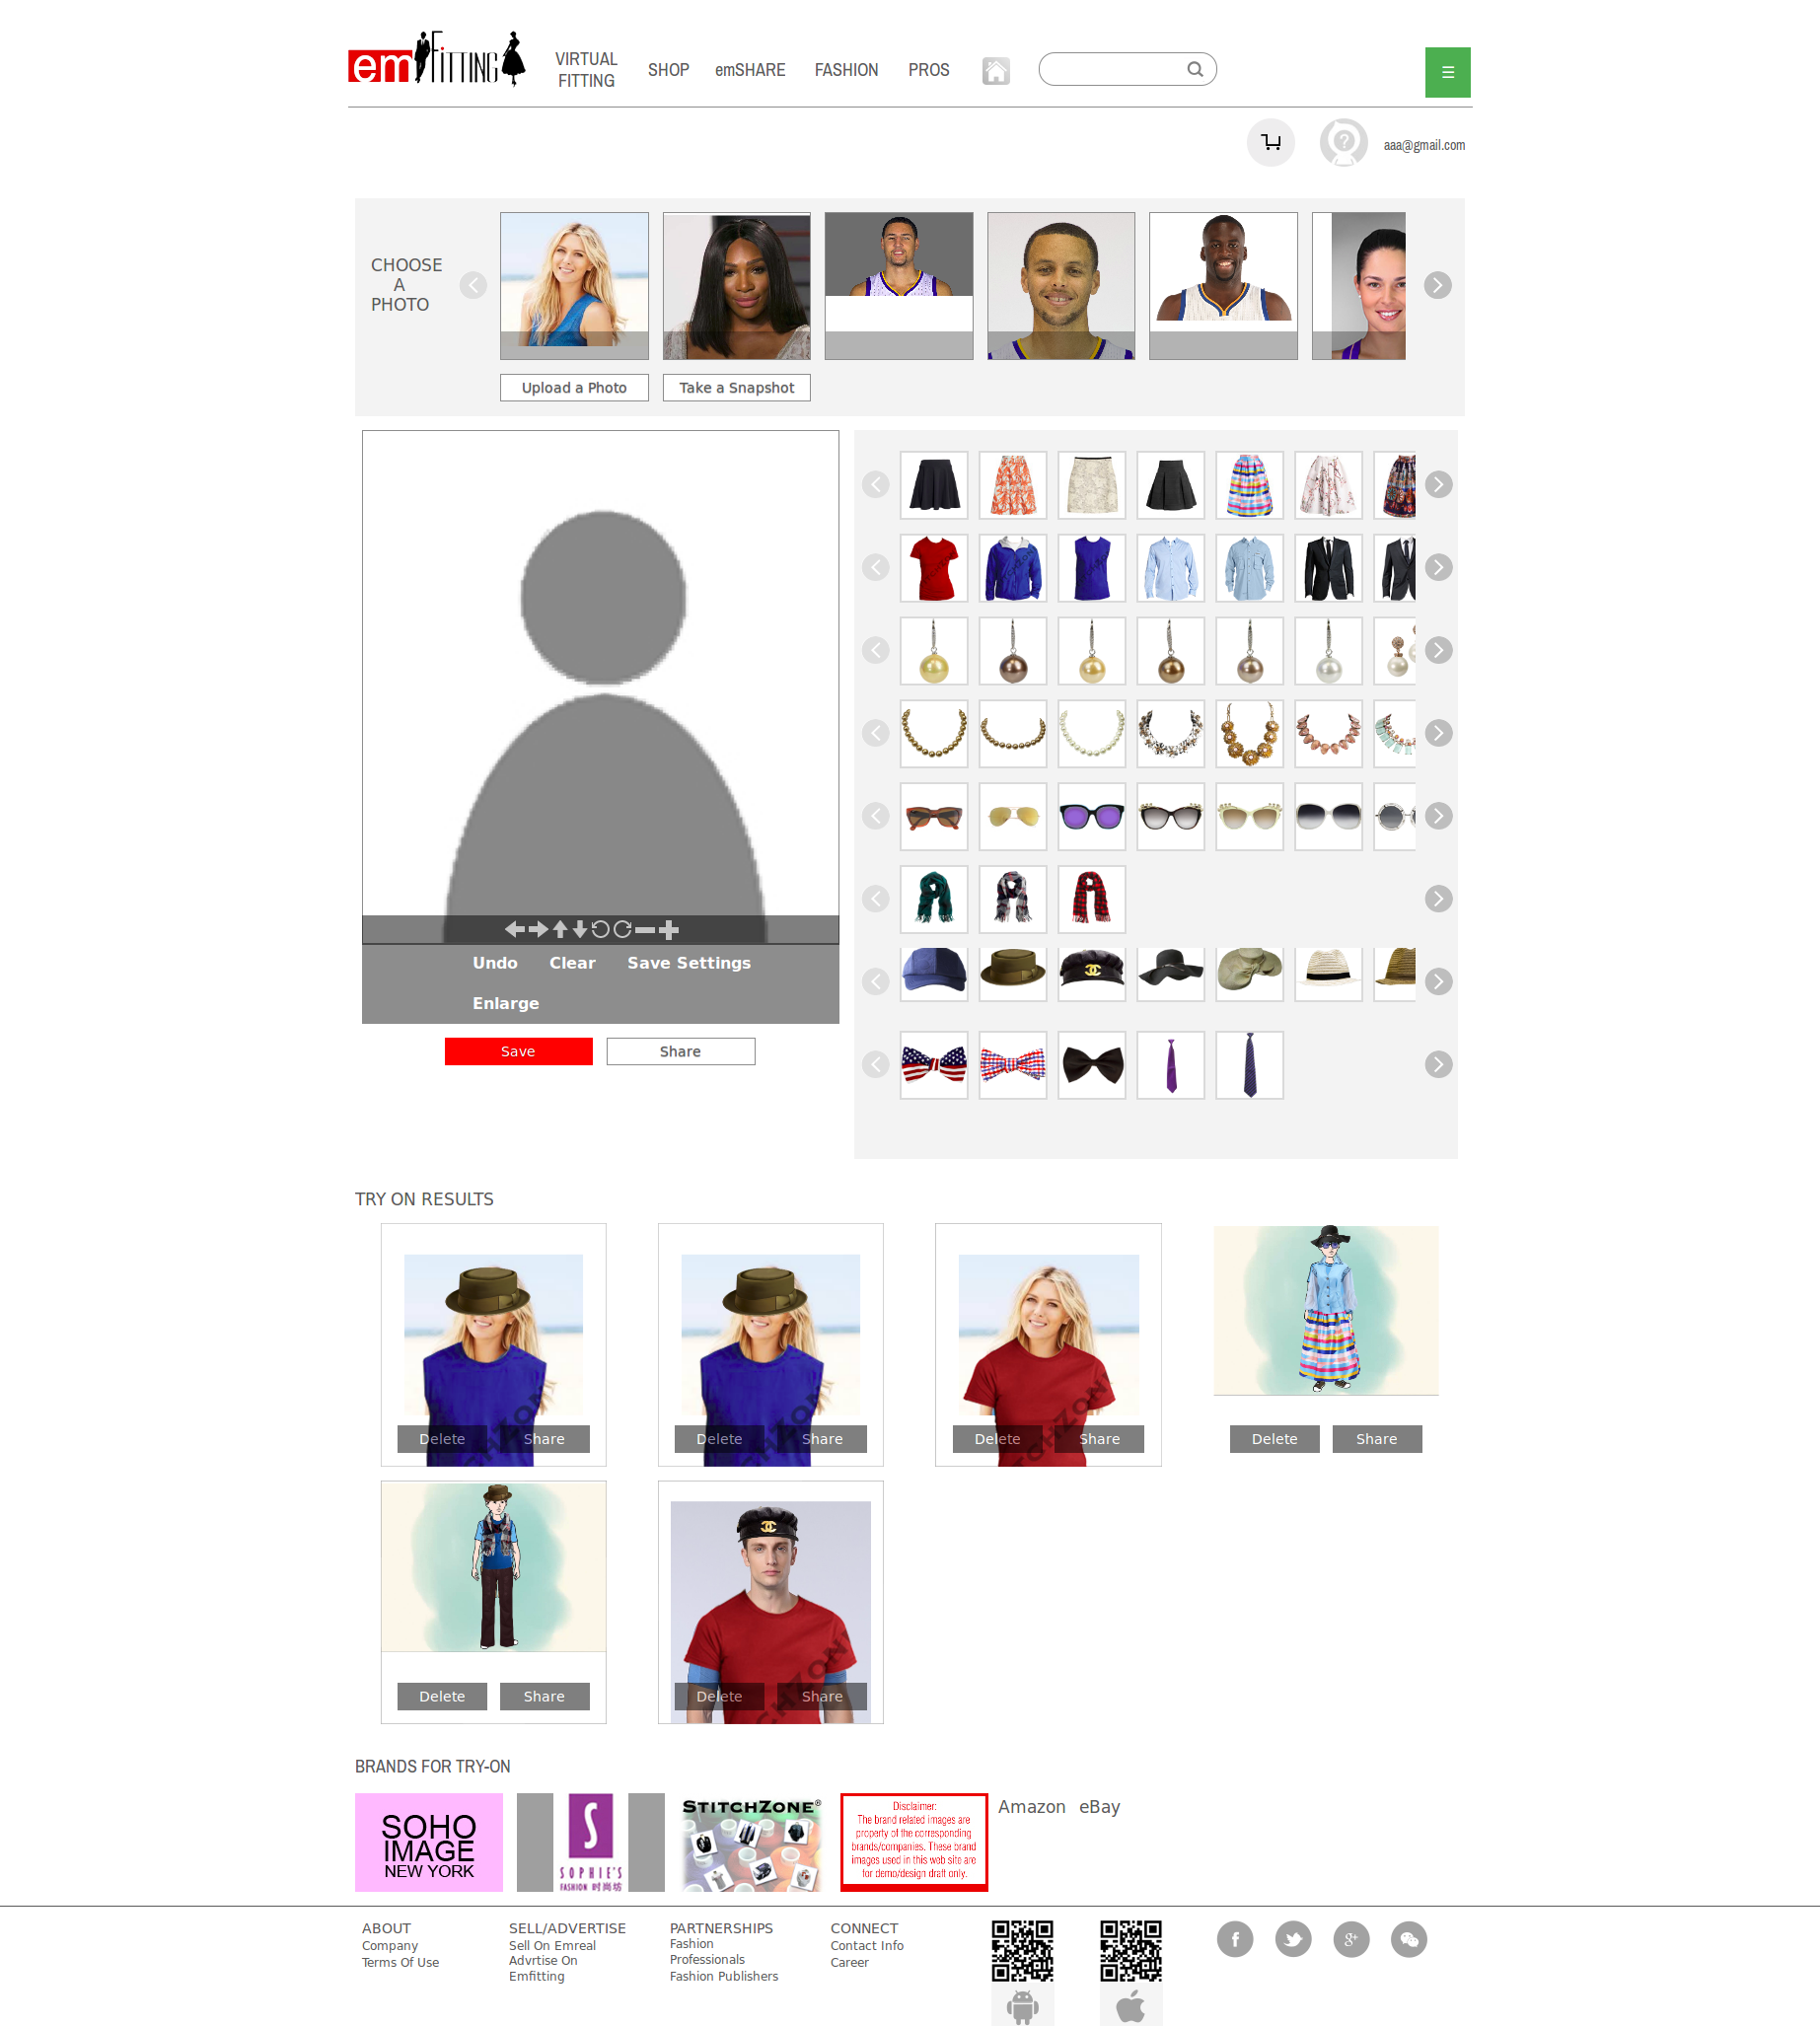 em FITTING
VIRTUAL
FITTING
SHOP
emSHARE
FASHION
PROS
aaa@gmail.com
CHOOSE
A
PHOTO
Upload a Photo
Take a Snapshot
Undo
Clear
Save Settings
Enlarge
Save
Share
TRY ON RESULTS
Delete
Share
Delete
Share
Delete
Share
Delete
Share
Delete
Share
Delete
Share
BRANDS FOR TRY-ON
SOHO
IMAGE
NEW YORK
S
SOPHIE'S
FASHION 时尚坊
STITCHZONE®
Disclaimer:
The brand related images are
property of the corresponding
brands/companies. These brand
images used in this web site are
for demo/design draft only.
Amazon
eBay
ABOUT
Company
Terms Of Use
SELL/ADVERTISE
Sell On Emreal
Advrtise On
Emfitting
PARTNERSHIPS
Fashion
Professionals
Fashion Publishers
CONNECT
Contact Info
Career